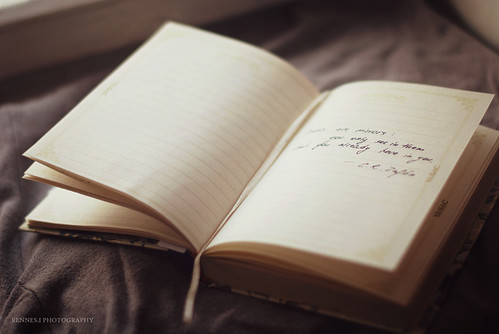 Books are mirrors:
you only see in them
what you already have in you
- C.R. Zafón
RENNES.I PHOTOGRAPHY